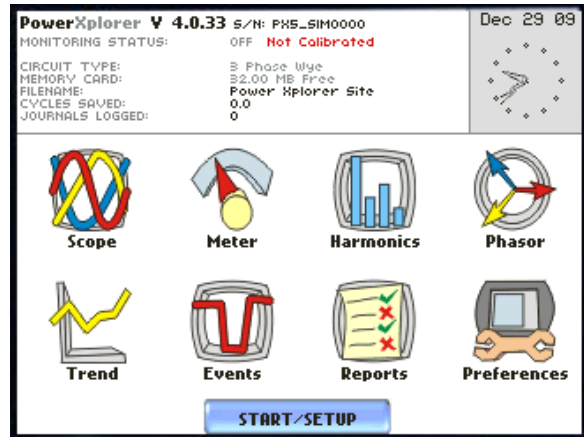 PowerXplorer V 4.0.33 S/N: PX5_SIM0000
Dec 29 09
MONITORING STATUS: OFF Not Calibrated
CIRCUIT TYPE: 3 Phase Wye
MEMORY CARD: 32.00 MB Free
FILENAME: Power Xplorer Site
CYCLES SAVED: 0.0
JOURNALS LOGGED: 0
Scope Meter Harmonics Phasor
Trend Events Reports Preferences
START/SETUP